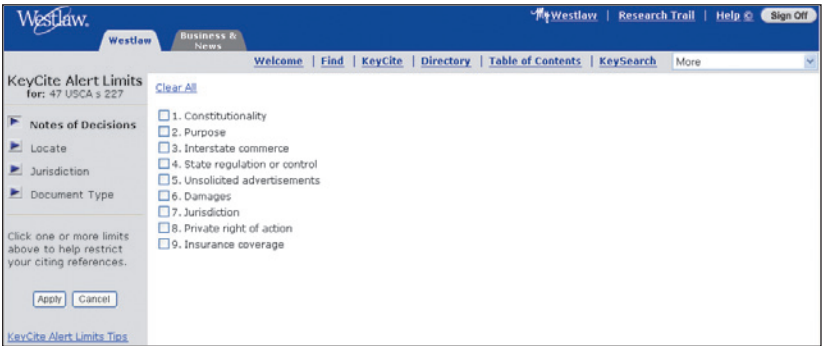 Westlaw.
My Westlaw | Research Trail | Help | Sign Off
Westlaw
Business &
News
Welcome | Find | KeyCite | Directory | Table of Contents | KeySearch
More
KeyCite Alert Limits
for: 47 USCA s 227
Notes of Decisions
Locate
Jurisdiction
Document Type
Click one or more limits
above to help restrict
your citing references.
Apply Cancel
KeyCite Alert Limits Tips
Clear All
1. Constitutionality
2. Purpose
3. Interstate commerce
4. State regulation or control
5. Unsolicited advertisements
6. Damages
7. Jurisdiction
8. Private right of action
9. Insurance coverage